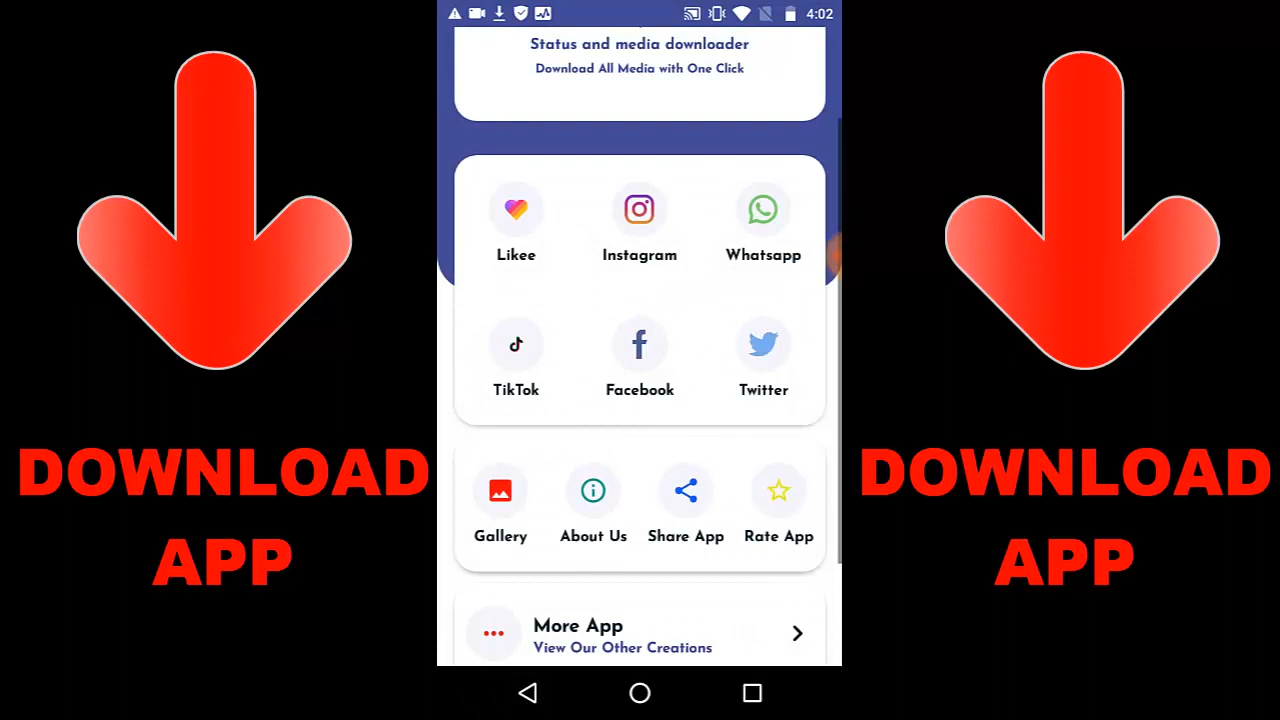 4:02
Status and media downloader
Download All Media with One Click
Likee
Instagram
Whatsapp
TikTok
Facebook
Twitter
Gallery
About Us
Share App
Rate App
More App
View Our Other Creations
DOWNLOAD
APP
DOWNLOAD
APP